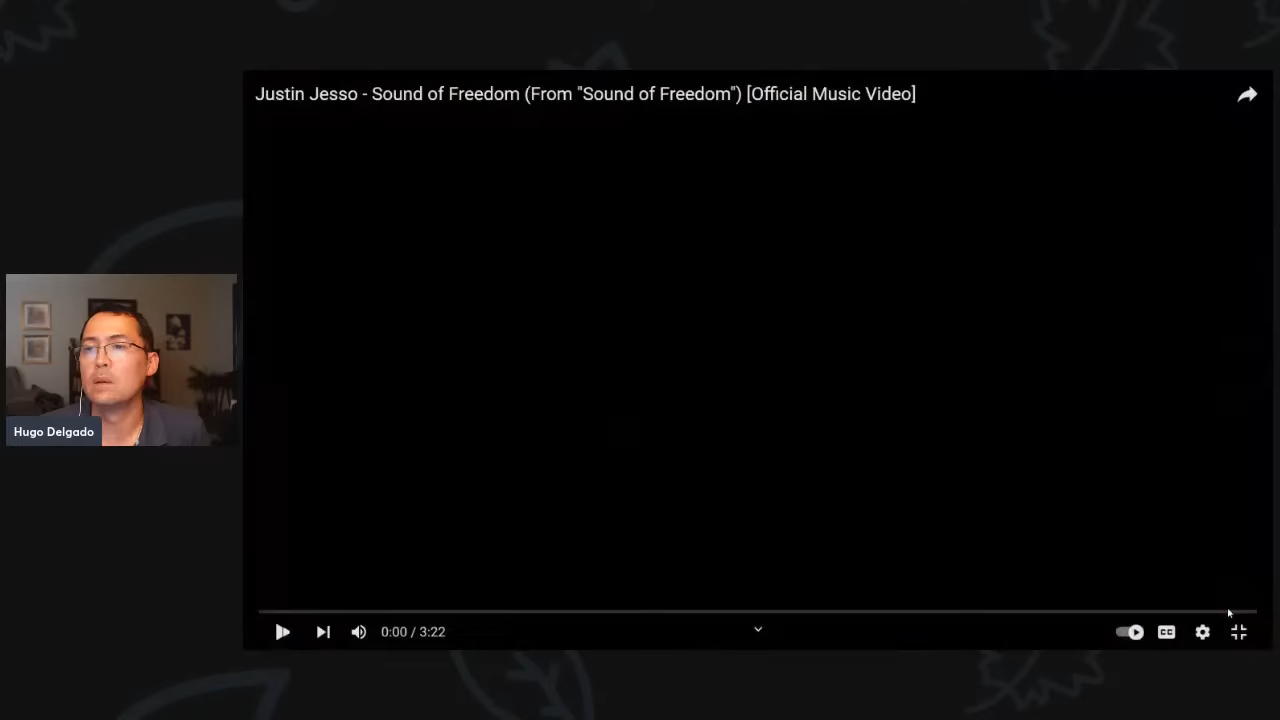 Justin Jesso - Sound of Freedom (From "Sound of Freedom") [Official Music Video]
Hugo Delgado
0:00 / 3:22
CC